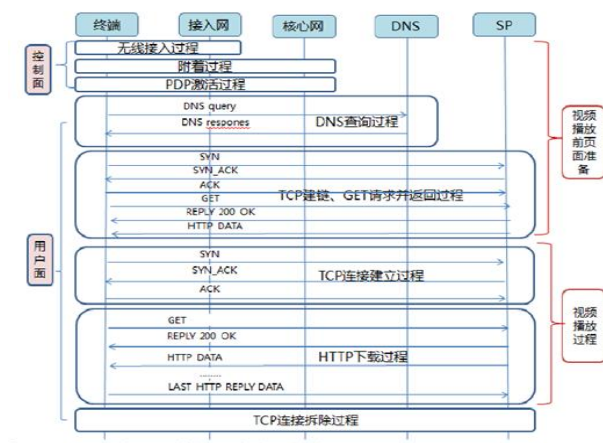 终端
接入网
核心网
DNS
SP
控制面
无线接入过程
附着过程
PDP激活过程
DNS query
DNS respones
DNS查询过程
SYN
SYN_ACK
ACK
GET
TCP建链、GET请求并返回过程
REPLY 200 OK
HTTP DATA
视频播放前页面准备
用户面
SYN
SYN_ACK
TCP连接建立过程
ACK
GET
REPLY 200 OK
HTTP DATA
HTTP下载过程
........
LAST HTTP REPLY DATA
视频播放过程
TCP连接拆除过程